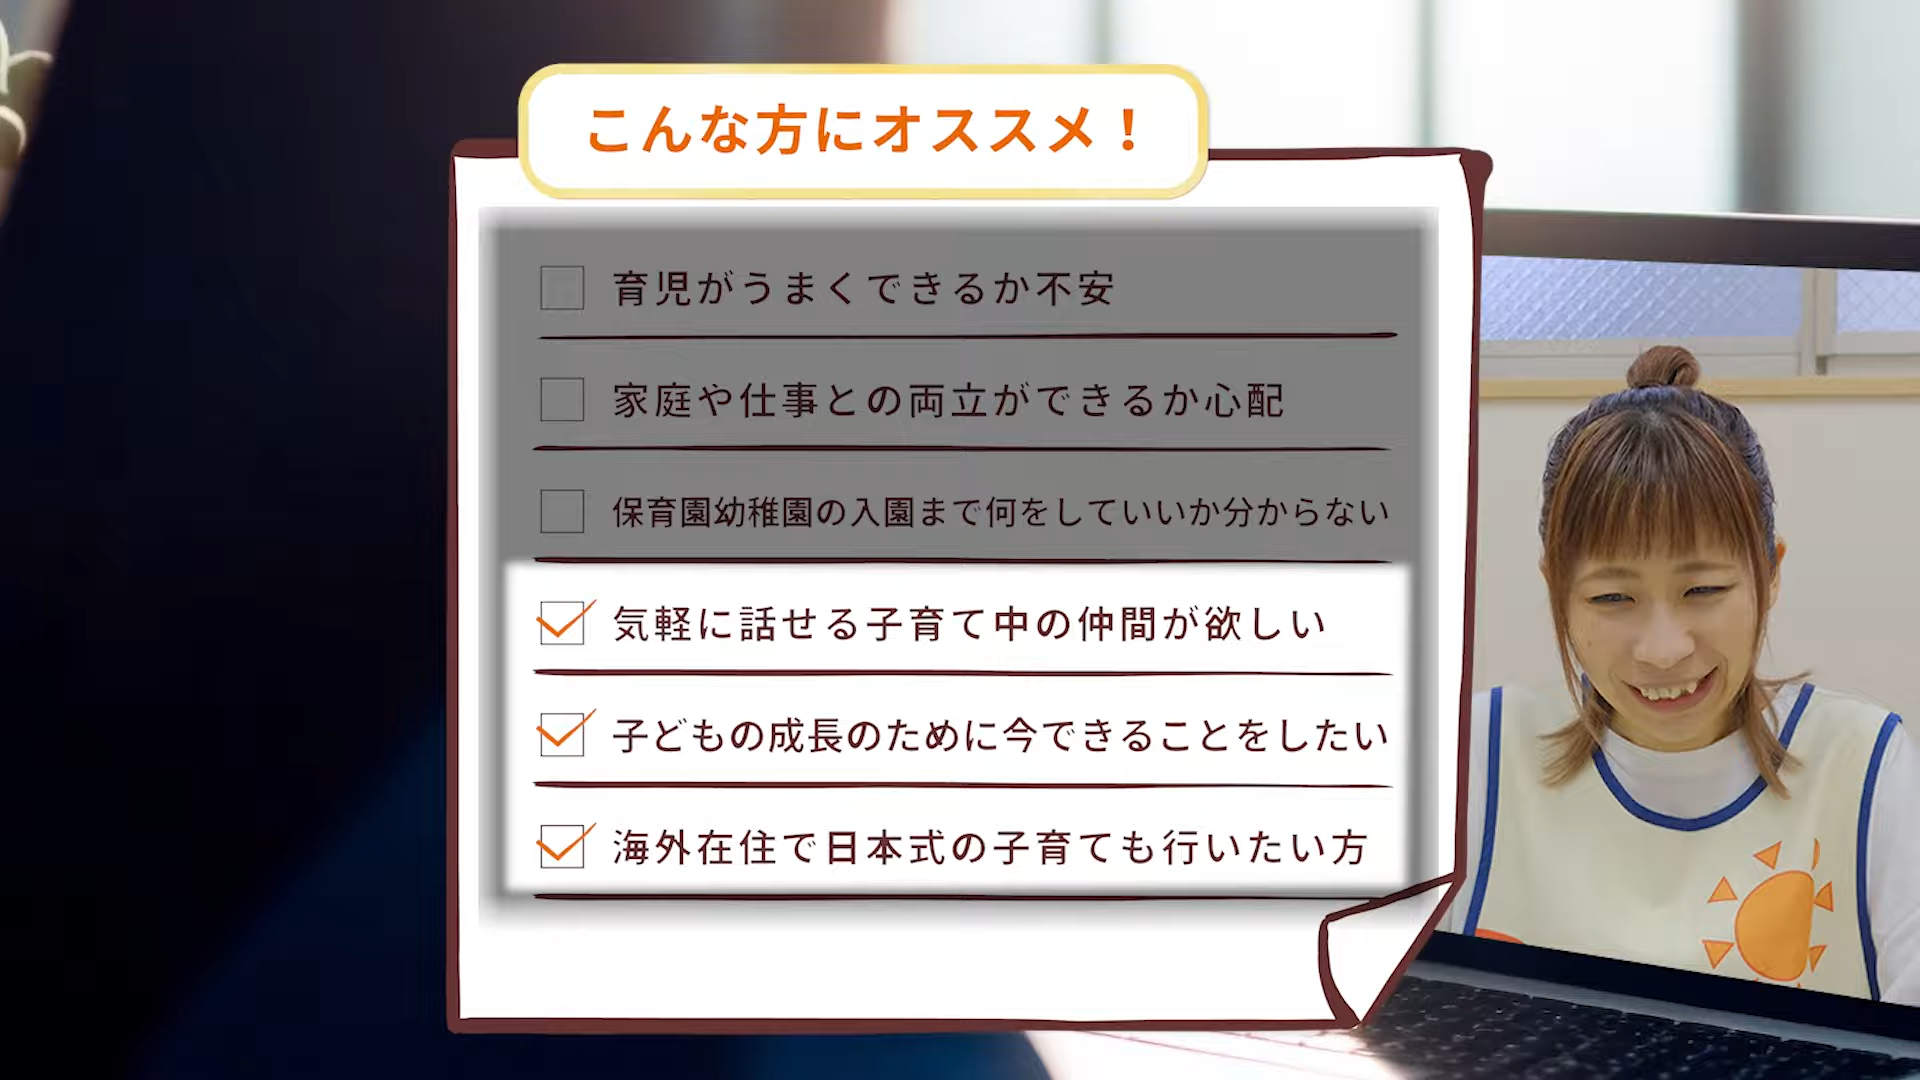 こんな方にオススメ！
育児がうまくできるか不安
家庭や仕事との両立ができるか心配
保育園幼稚園の入園まで何をしていいか分からない
気軽に話せる子育て中の仲間が欲しい
子どもの成長のために今できることをしたい
海外在住で日本式の子育ても行いたい方